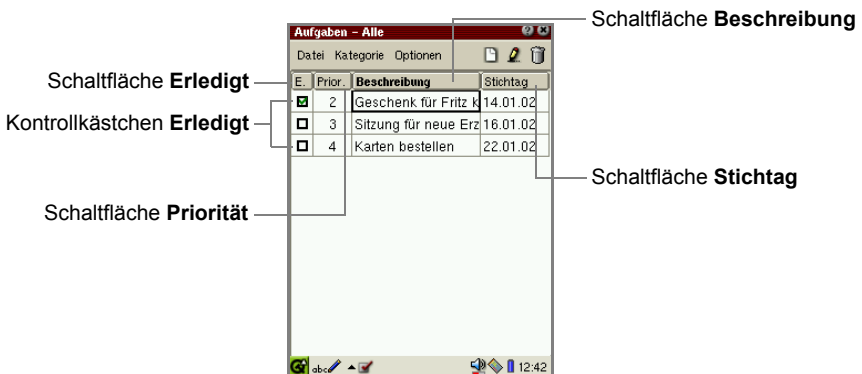 Schaltfläche Beschreibung
Aufgaben – Alle
Datei Kategorie Optionen
Schaltfläche Erledigt
E. Prior. Beschreibung Stichtag
2 Geschenk für Fritz k 14.01.02
Kontrollkästchen Erledigt
3 Sitzung für neue Erz 16.01.02
4 Karten bestellen 22.01.02
Schaltfläche Stichtag
Schaltfläche Priorität
abc 12:42